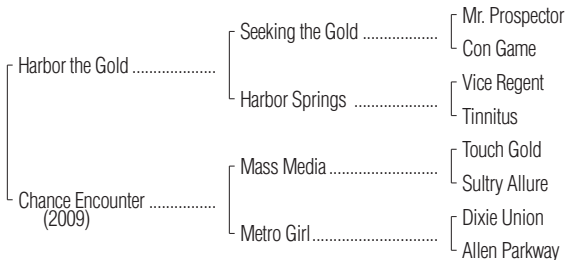 Mr. Prospector
Seeking the Gold ..................
Con Game
Harbor the Gold ....................
Vice Regent
Harbor Springs ....................
Tinnitus
Touch Gold
Mass Media ..........................
Sultry Allure
Chance Encounter ................
(2009)
Dixie Union
Metro Girl..............................
Allen Parkway